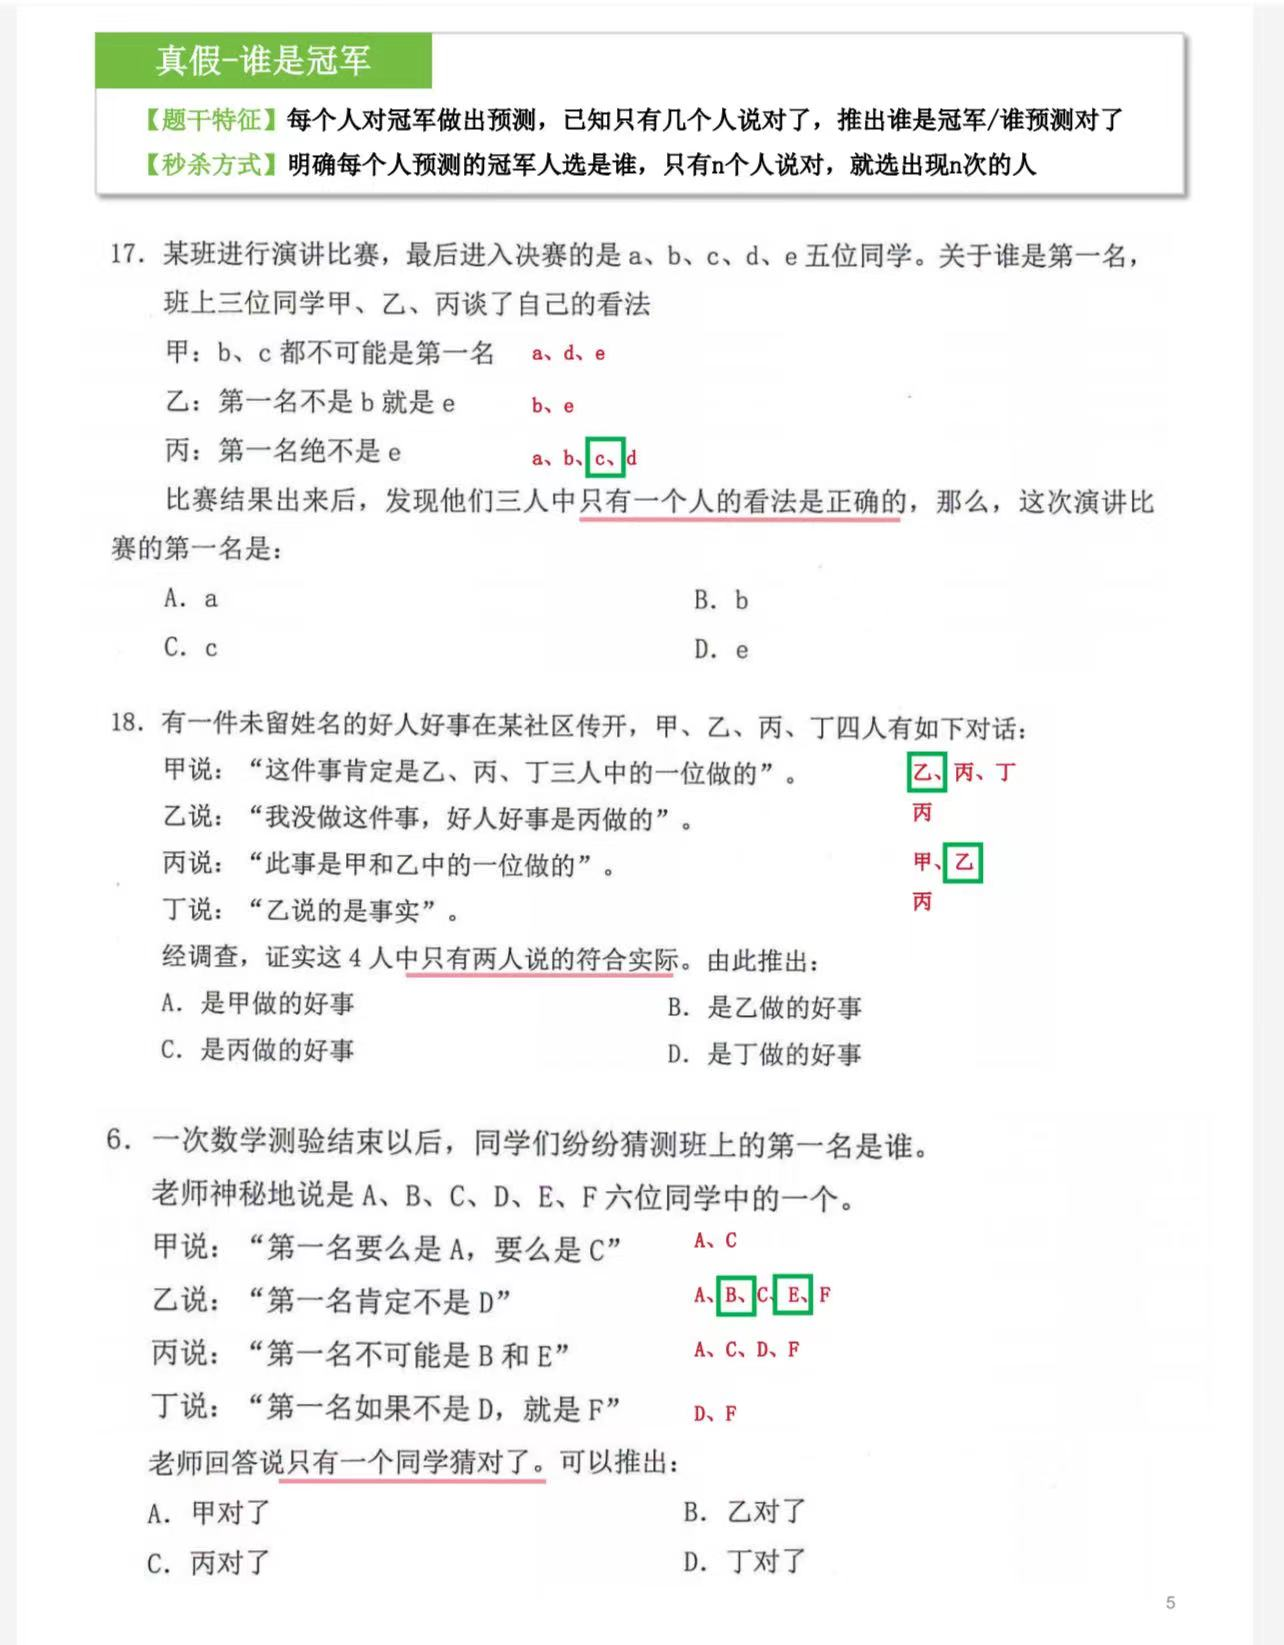 真假-谁是冠军
【题干特征】每个人对冠军做出预测，已知只有几个人说对了，推出谁是冠军/谁预测对了
【秒杀方式】明确每个人预测的冠军人选是谁，只有n个人说对，就选出现n次的人
17. 某班进行演讲比赛，最后进入决赛的是 a、b、c、d、e 五位同学。关于谁是第一名，
班上三位同学甲、乙、丙谈了自己的看法
甲：b、c 都不可能是第一名 a、d、e
乙：第一名不是 b 就是 e b、e
丙：第一名绝不是 e a、b、c、d
比赛结果出来后，发现他们三人中只有一个人的看法是正确的，那么，这次演讲比
赛的第一名是：
A. a B. b
C. c D. e
18. 有一件未留姓名的好人好事在某社区传开，甲、乙、丙、丁四人有如下对话：
甲说：“这件事肯定是乙、丙、丁三人中的一位做的”。 乙、丙、丁
乙说：“我没做这件事，好人好事是丙做的”。 丙
丙说：“此事是甲和乙中的一位做的”。 甲、乙
丁说：“乙说的是事实”。 丙
经调查，证实这 4 人中只有两人说的符合实际。由此推出：
A. 是甲做的好事 B. 是乙做的好事
C. 是丙做的好事 D. 是丁做的好事
6. 一次数学测验结束以后，同学们纷纷猜测班上的第一名是谁。
老师神秘地说是 A、B、C、D、E、F 六位同学中的一个。
甲说：“第一名要么是 A，要么是 C” A、C
乙说：“第一名肯定不是 D” A、B、C、E、F
丙说：“第一名不可能是 B 和 E” A、C、D、F
丁说：“第一名如果不是 D，就是 F” D、F
老师回答说只有一个同学猜对了。可以推出：
A. 甲对了 B. 乙对了
C. 丙对了 D. 丁对了
5